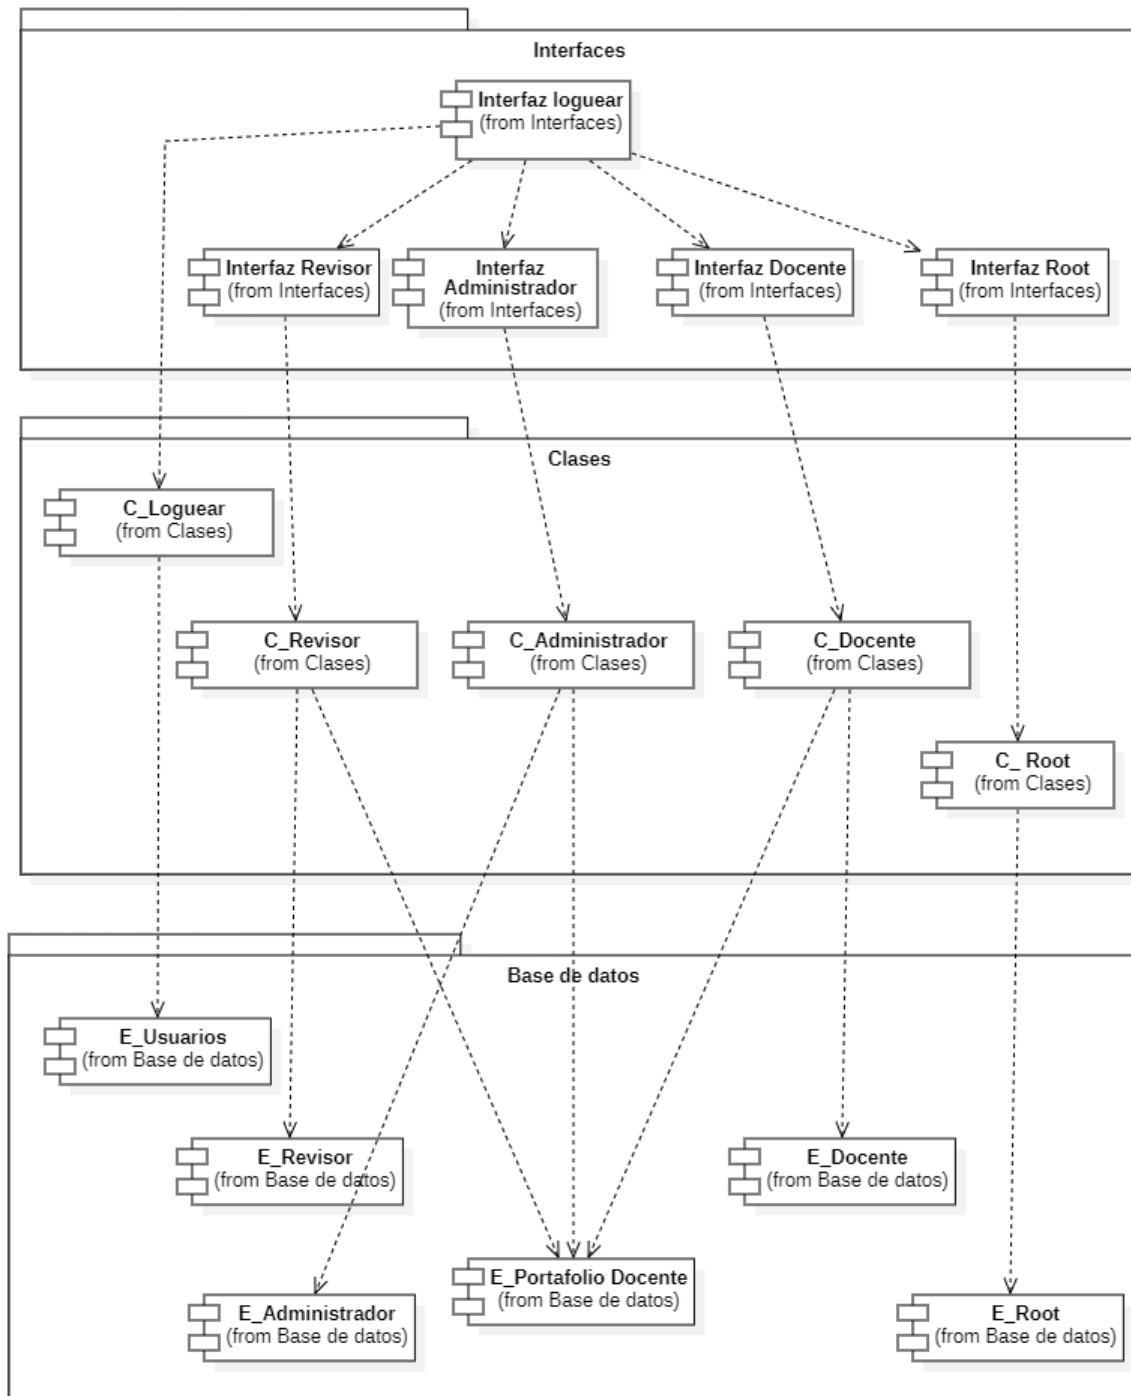 Interfaces
Interfaz loguear
(from Interfaces)
Interfaz Revisor
(from Interfaces)
Interfaz
Administrador
(from Interfaces)
Interfaz Docente
(from Interfaces)
Interfaz Root
(from Interfaces)
Clases
C_Loguear
(from Clases)
C_Revisor
(from Clases)
C_Administrador
(from Clases)
C_Docente
(from Clases)
C_ Root
(from Clases)
Base de datos
E_Usuarios
(from Base de datos)
E_Revisor
(from Base de datos)
E_Docente
(from Base de datos)
E_Portafolio Docente
(from Base de datos)
E_Administrador
(from Base de datos)
E_Root
(from Base de datos)